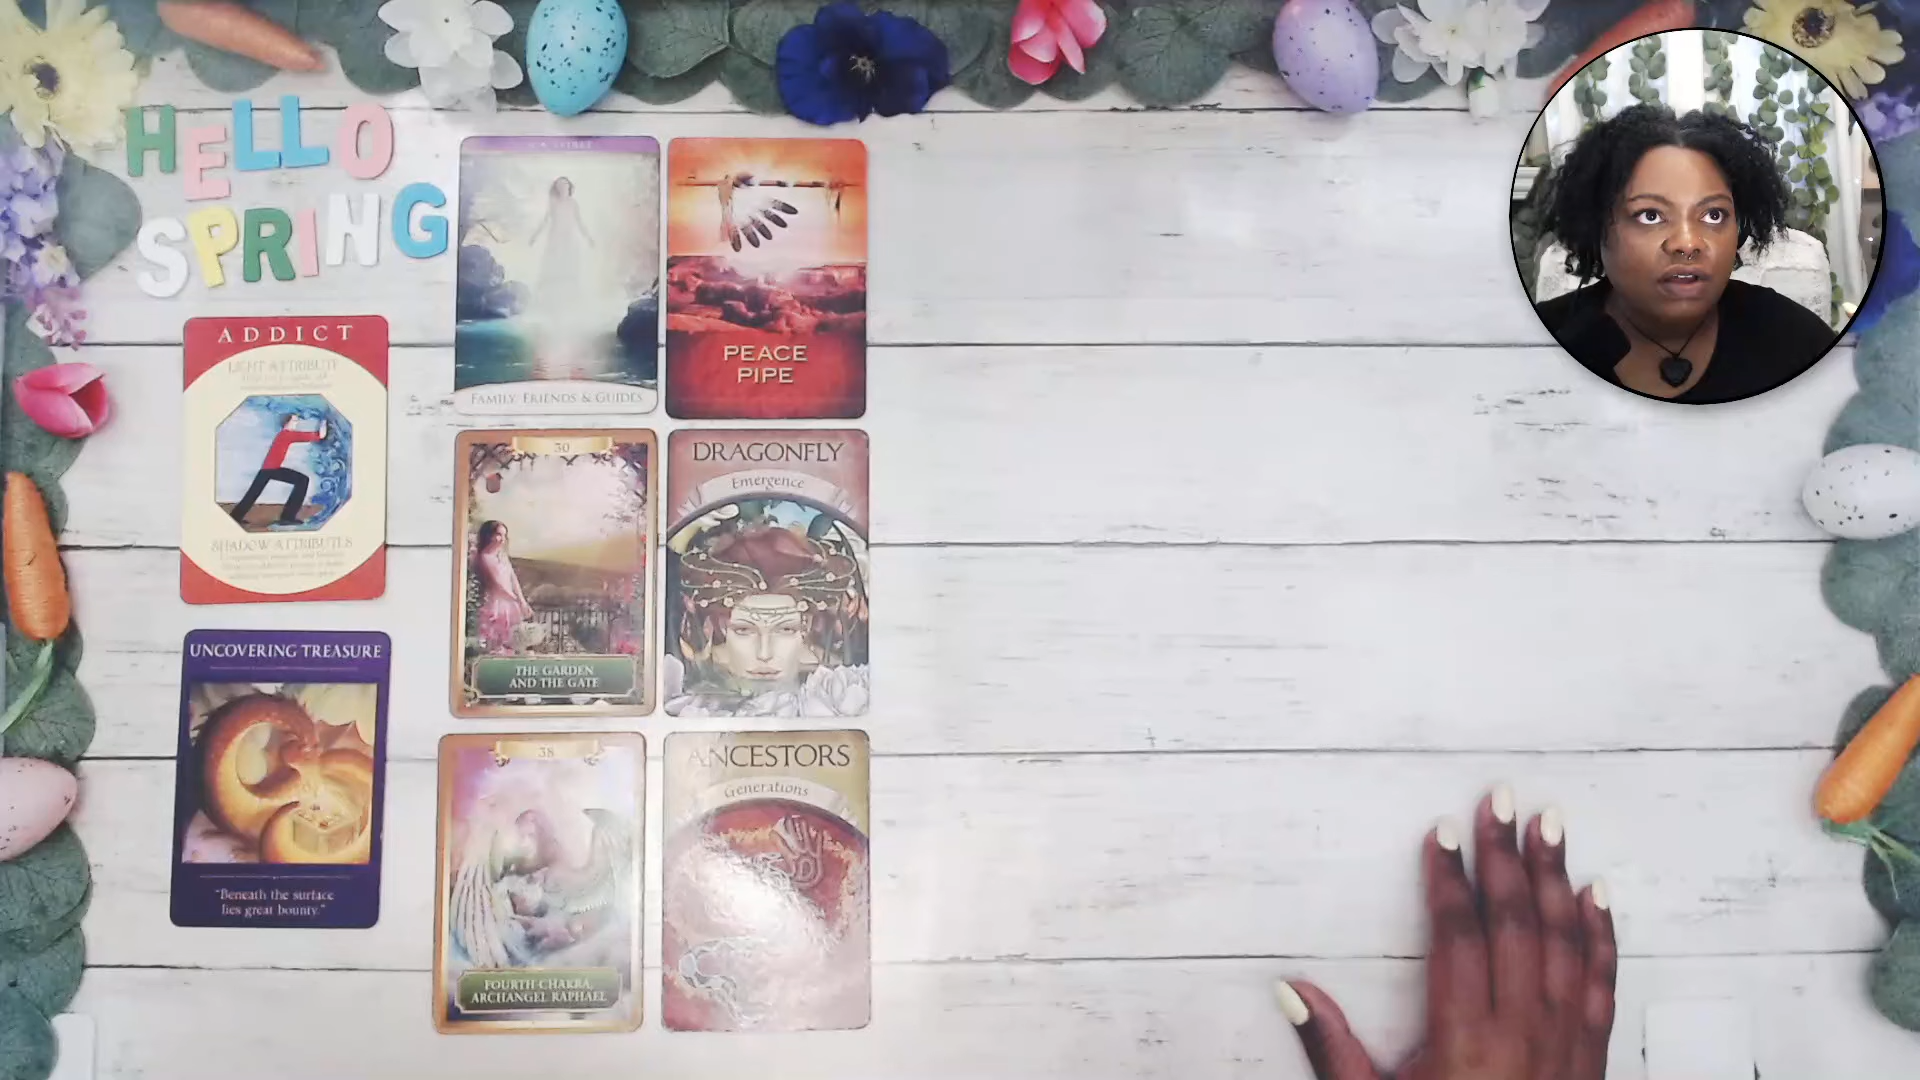 HELLO
SPRING
ADDICT
LIGHT ATTRIBUTE
SHADOW ATTRIBUTES
UNCOVERING TREASURE
"Beneath the surface
lies great bounty."
FAMILY, FRIENDS & GUIDES
PEACE
PIPE
30
THE GARDEN
AND THE GATE
DRAGONFLY
Emergence
38
FOURTH CHAKRA,
ARCHANGEL RAPHAEL
ANCESTORS
Generations